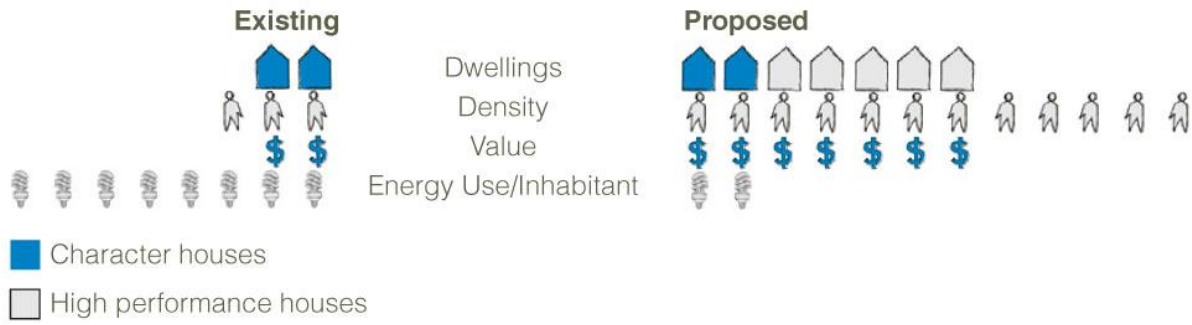 Existing
Proposed
Dwellings
Density
$ $
Value
$ $ $ $ $ $ $
Energy Use/Inhabitant
Character houses
High performance houses